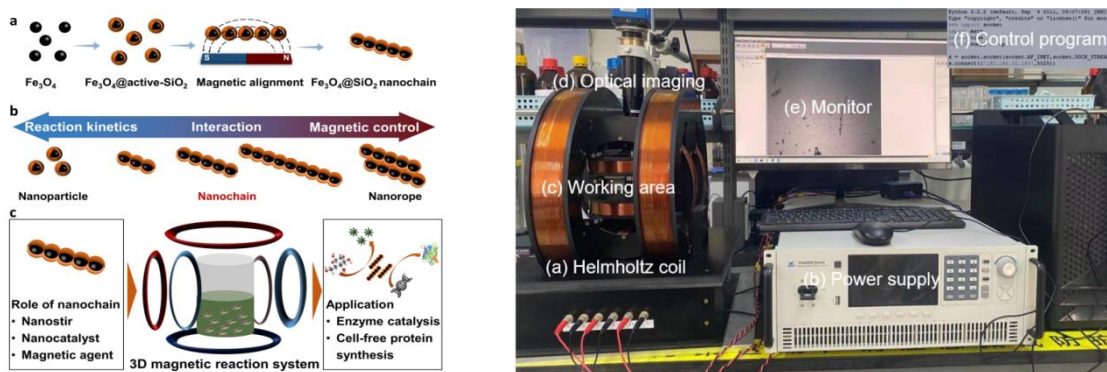 a
S N
Fe₃O₄ Fe₃O₄@active-SiO₂ Magnetic alignment Fe₃O₄@SiO₂ nanochain
b
Reaction kinetics Interaction Magnetic control
Nanoparticle Nanochain Nanorope
c
Role of nanochain
• Nanostir
• Nanocatalyst
• Magnetic agent
3D magnetic reaction system
Application
• Enzyme catalysis
• Cell-free protein
synthesis
(f) Control program
(d) Optical imaging
(e) Monitor
(c) Working area
(a) Helmholtz coil
(b) Power supply